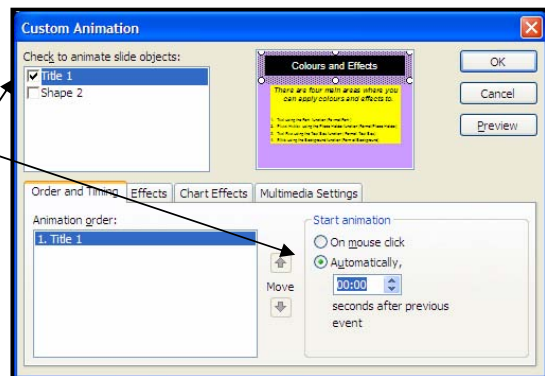 Custom Animation
Check to animate slide objects:
Title 1
Shape 2
Colours and Effects
There are four main areas where you
can apply colours and effects to.
OK
Cancel
Preview
Order and Timing
Effects
Chart Effects
Multimedia Settings
Animation order:
1. Title 1
Move
Start animation
On mouse click
Automatically,
00:00
seconds after previous
event